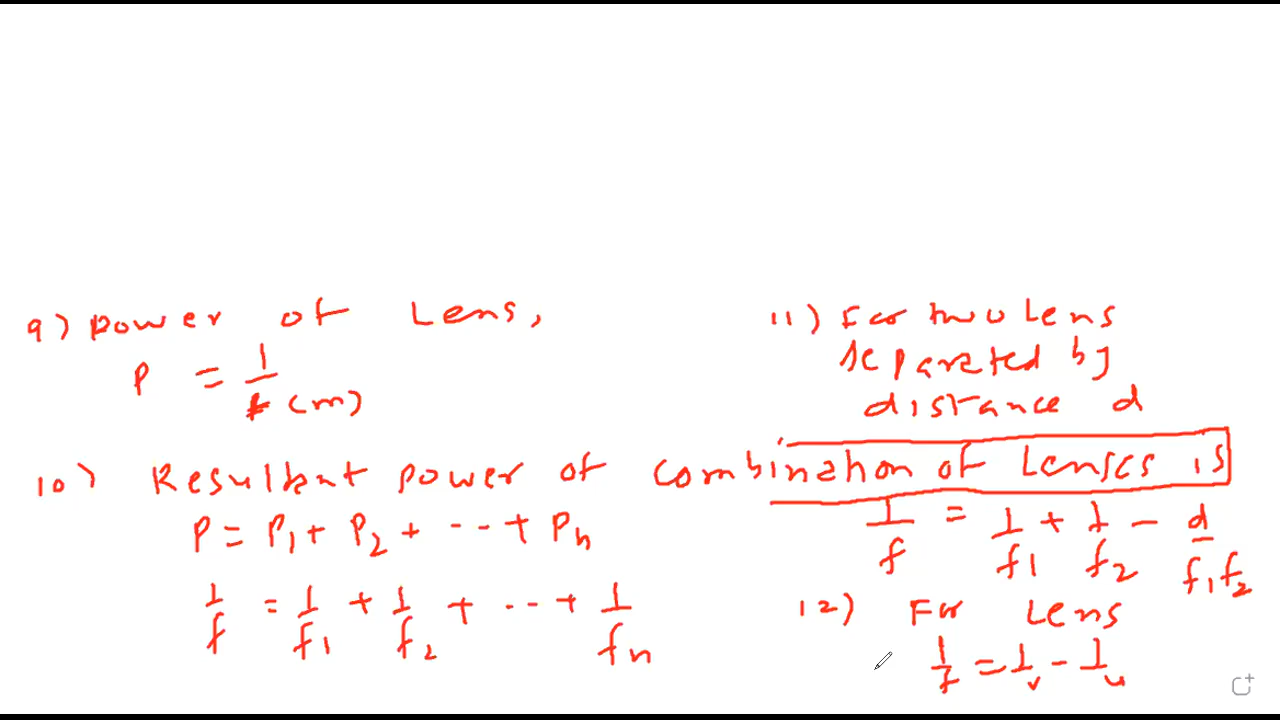 9) power of Lens,
P = 1/f (m)
10) Resultant power of combination of Lenses is
P = P1 + P2 + ---+ Pn
1/f = 1/f1 + 1/f2 + ---+ 1/fn
11) For two Lens
separated by
distance d
1/f = 1/f1 + 1/f2 - d/f1f2
12) For Lens
1/f = 1/v - 1/u